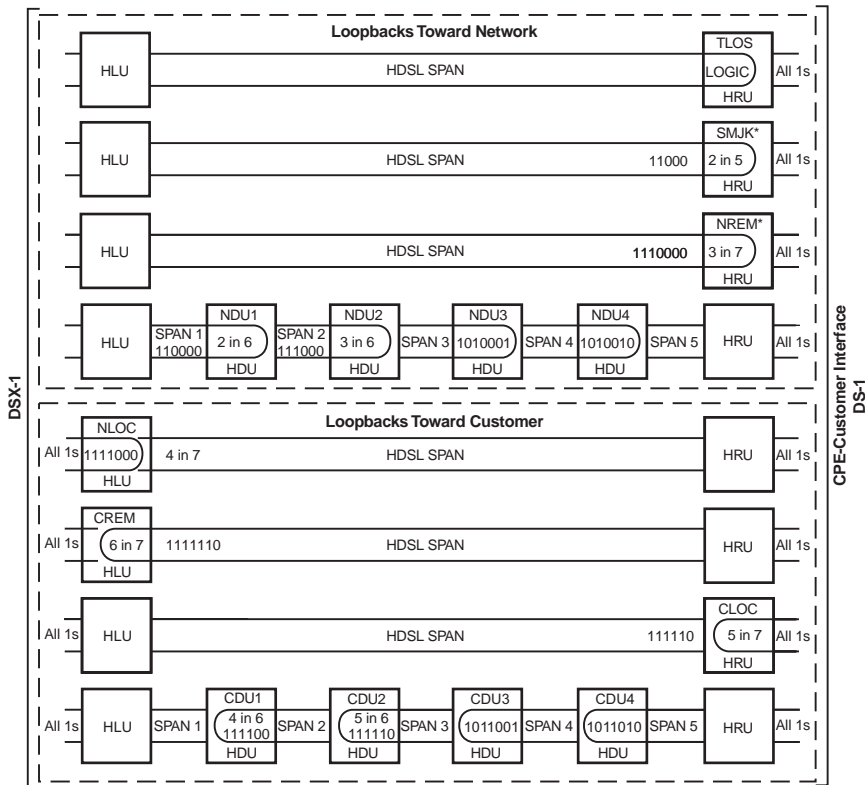 Loopbacks Toward Network
TLOS
HLU
HDSL SPAN
LOGIC
All 1s
HRU
SMJK*
HLU
HDSL SPAN
11000
2 in 5
All 1s
HRU
NREM*
HLU
HDSL SPAN
1110000
3 in 7
All 1s
HRU
NDU1
NDU2
NDU3
NDU4
HLU
SPAN 1
110000
2 in 6
SPAN 2
111000
3 in 6
SPAN 3
1010001
SPAN 4
1010010
SPAN 5
HRU
All 1s
HDU
HDU
HDU
HDU
DSX-1
CPE-Customer Interface
DS-1
Loopbacks Toward Customer
NLOC
All 1s
1111000
4 in 7
HDSL SPAN
HRU
All 1s
HLU
CREM
All 1s
6 in 7
1111110
HDSL SPAN
HRU
All 1s
HLU
CLOC
All 1s
HLU
HDSL SPAN
111110
5 in 7
All 1s
HRU
CDU1
CDU2
CDU3
CDU4
All 1s
HLU
SPAN 1
4 in 6
111100
SPAN 2
5 in 6
111110
SPAN 3
1011001
SPAN 4
1011010
SPAN 5
HRU
All 1s
HDU
HDU
HDU
HDU